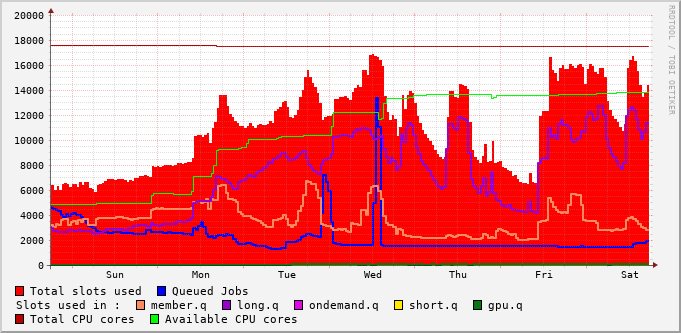 20000
18000
16000
14000
12000
10000
8000
6000
4000
2000
0
Sun Mon Tue Wed Thu Fri Sat
Total slots used Queued Jobs
Slots used in : member.q long.q ondemand.q short.q gpu.q
Total CPU cores Available CPU cores
RRDTOOL / TOBI OETIKER